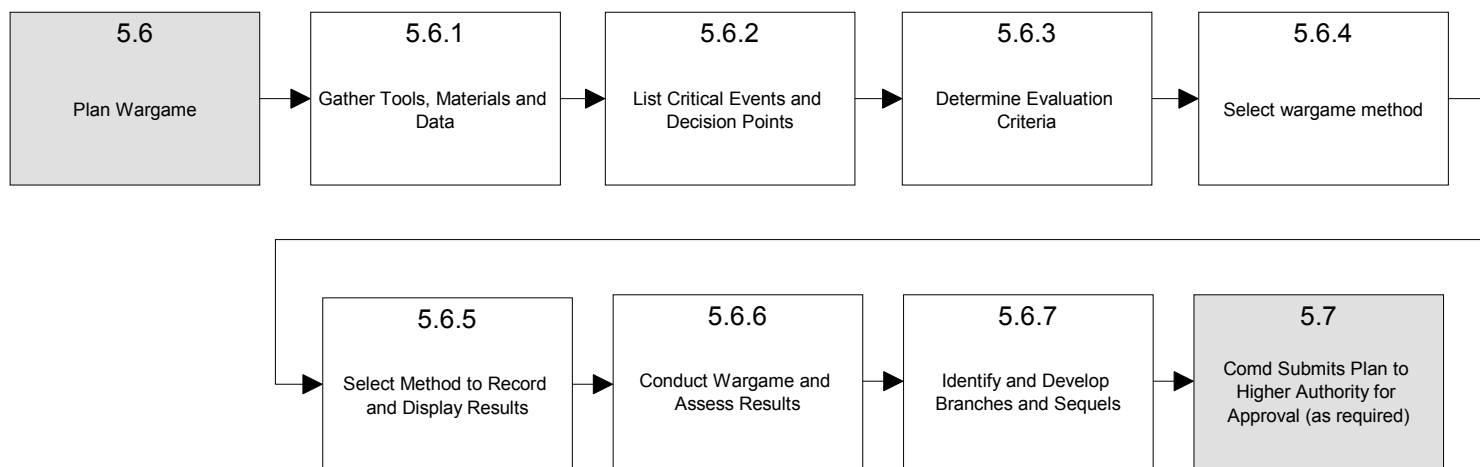 5.6
Plan Wargame
5.6.1
Gather Tools, Materials and
Data
5.6.2
List Critical Events and
Decision Points
5.6.3
Determine Evaluation
Criteria
5.6.4
Select wargame method
5.6.5
Select Method to Record
and Display Results
5.6.6
Conduct Wargame and
Assess Results
5.6.7
Identify and Develop
Branches and Sequels
5.7
Comd Submits Plan to
Higher Authority for
Approval (as required)